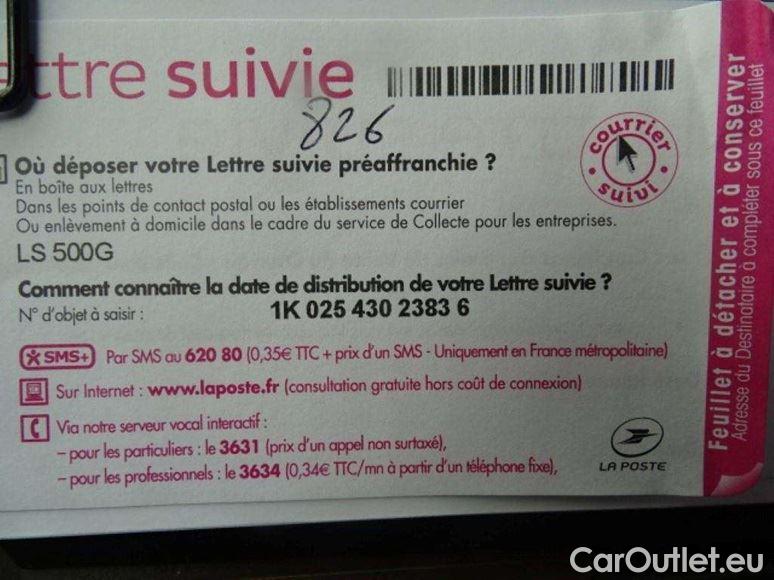 ttre suivie
826
courrier suivi
Où déposer votre Lettre suivie préaffranchie ?
En boîte aux lettres
Dans les points de contact postal ou les établissements courrier
Ou enlèvement à domicile dans le cadre du service de Collecte pour les entreprises.
LS 500G
Comment connaître la date de distribution de votre Lettre suivie ?
N° d'objet à saisir : 1K 025 430 2383 6
SMS+ Par SMS au 620 80 (0,35€ TTC + prix d'un SMS - Uniquement en France métropolitaine)
Sur Internet : www.laposte.fr (consultation gratuite hors coût de connexion)
Via notre serveur vocal interactif :
– pour les particuliers : le 3631 (prix d'un appel non surtaxé),
– pour les professionnels : le 3634 (0,34€ TTC/mn à partir d'un téléphone fixe),
LA POSTE
Feuillet à détacher et à conserver
Adresse du Destinataire à compléter sous ce feuillet
CarOutlet.eu